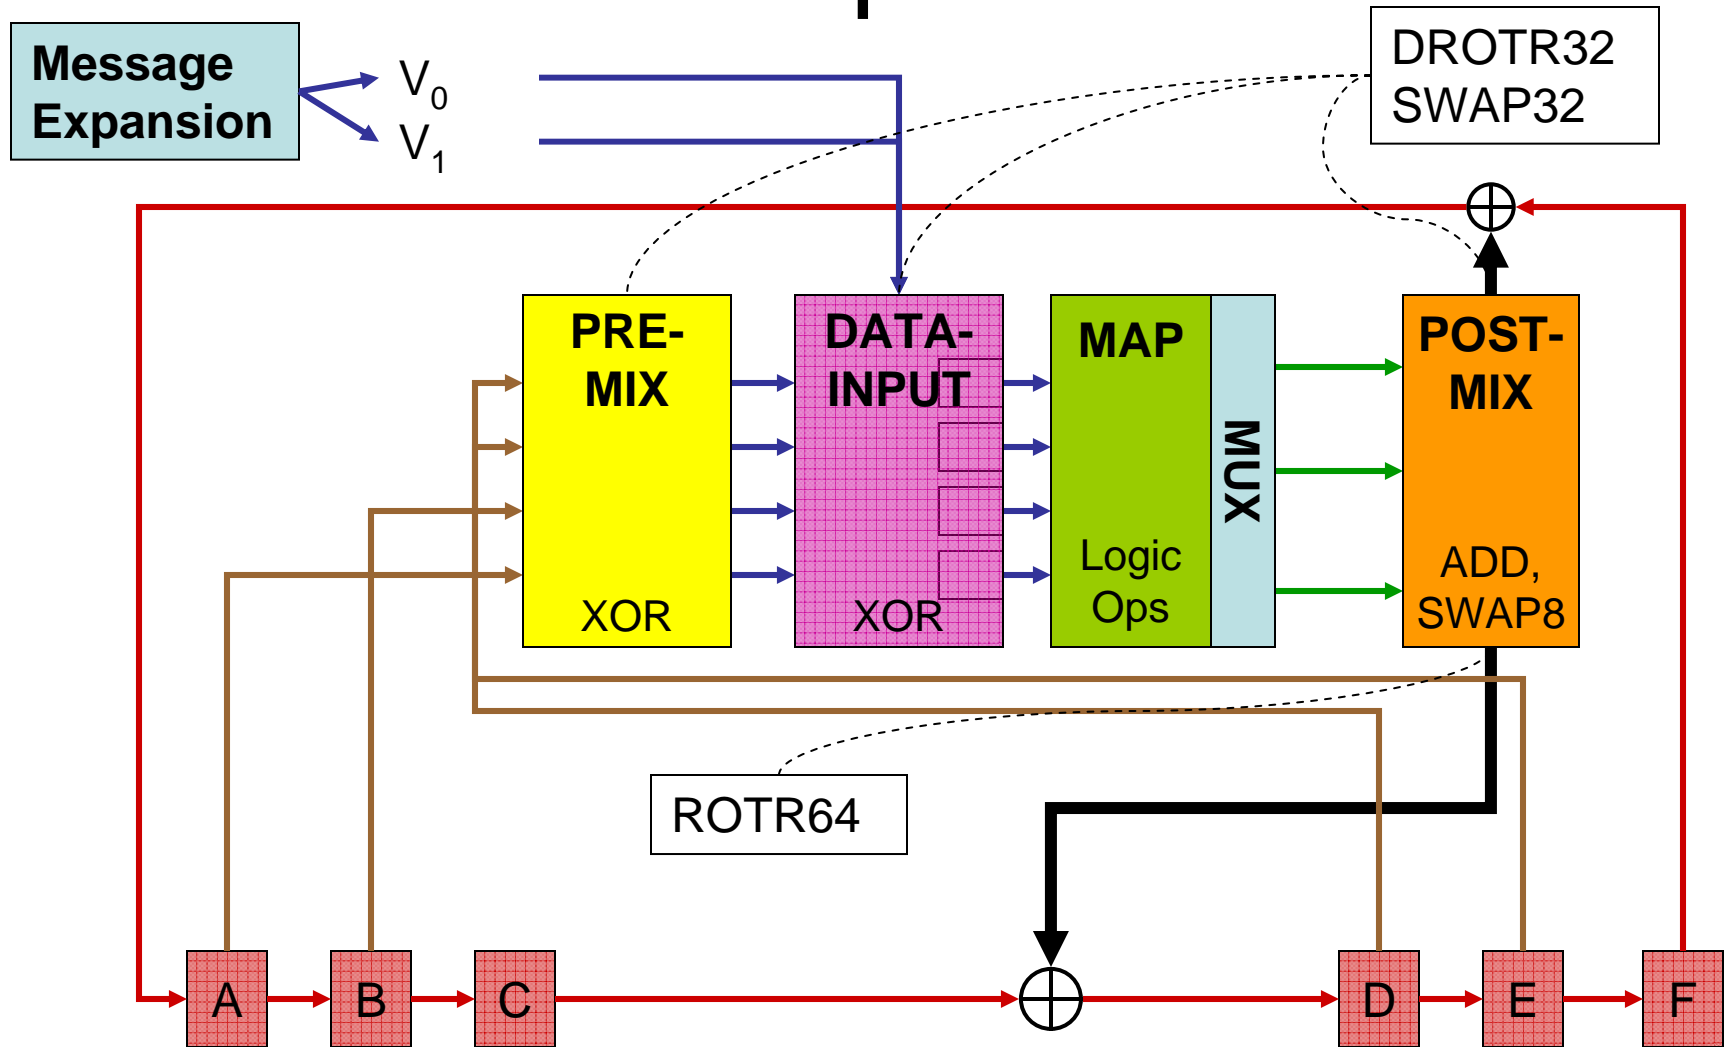 Message
Expansion
V0
V1
DROTR32
SWAP32
PRE-
MIX
XOR
DATA-
INPUT
XOR
MAP
Logic
Ops
MUX
POST-
MIX
ADD,
SWAP8
ROTR64
A
B
C
D
E
F